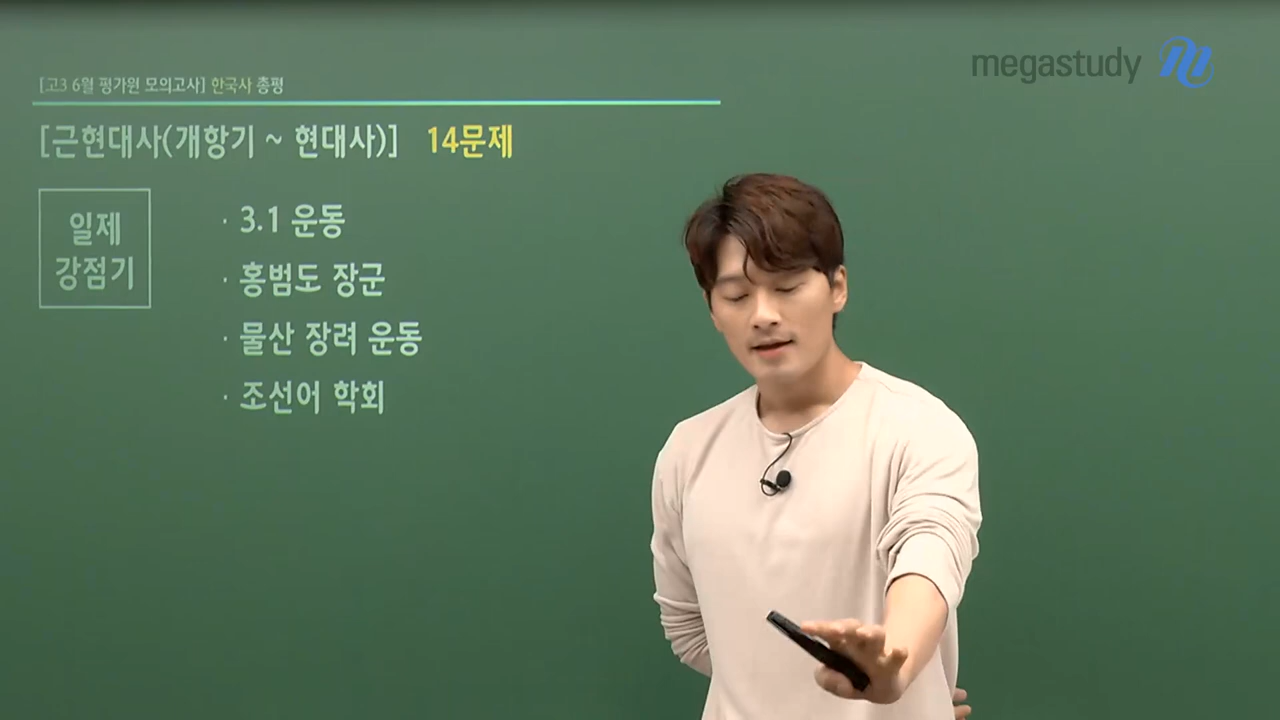 [고3 6월 평가원 모의고사] 한국사 총평
megastudy
[근현대사(개항기 ~ 현대사)] 14문제
일제
강점기
· 3.1 운동
· 홍범도 장군
· 물산 장려 운동
· 조선어 학회